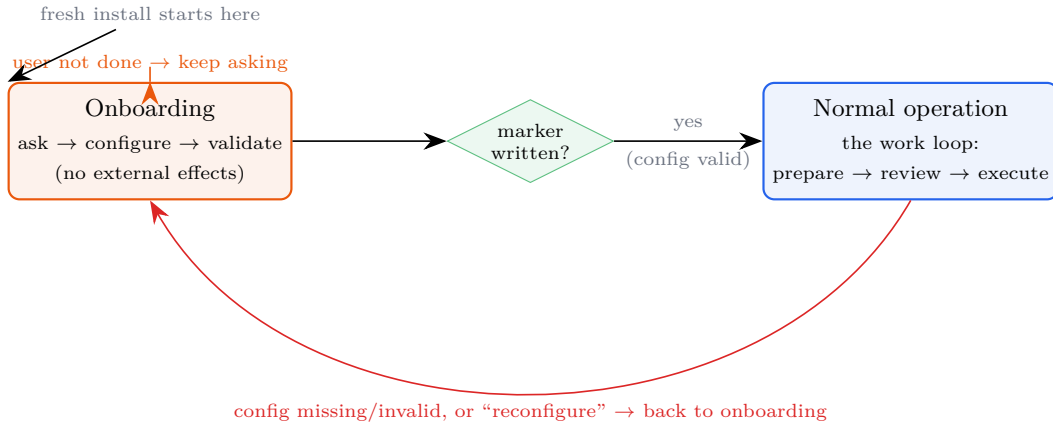 fresh install starts here
user not done → keep asking
Onboarding
ask → configure → validate
(no external effects)
marker
written?
yes
(config valid)
Normal operation
the work loop:
prepare → review → execute
config missing/invalid, or “reconfigure” → back to onboarding